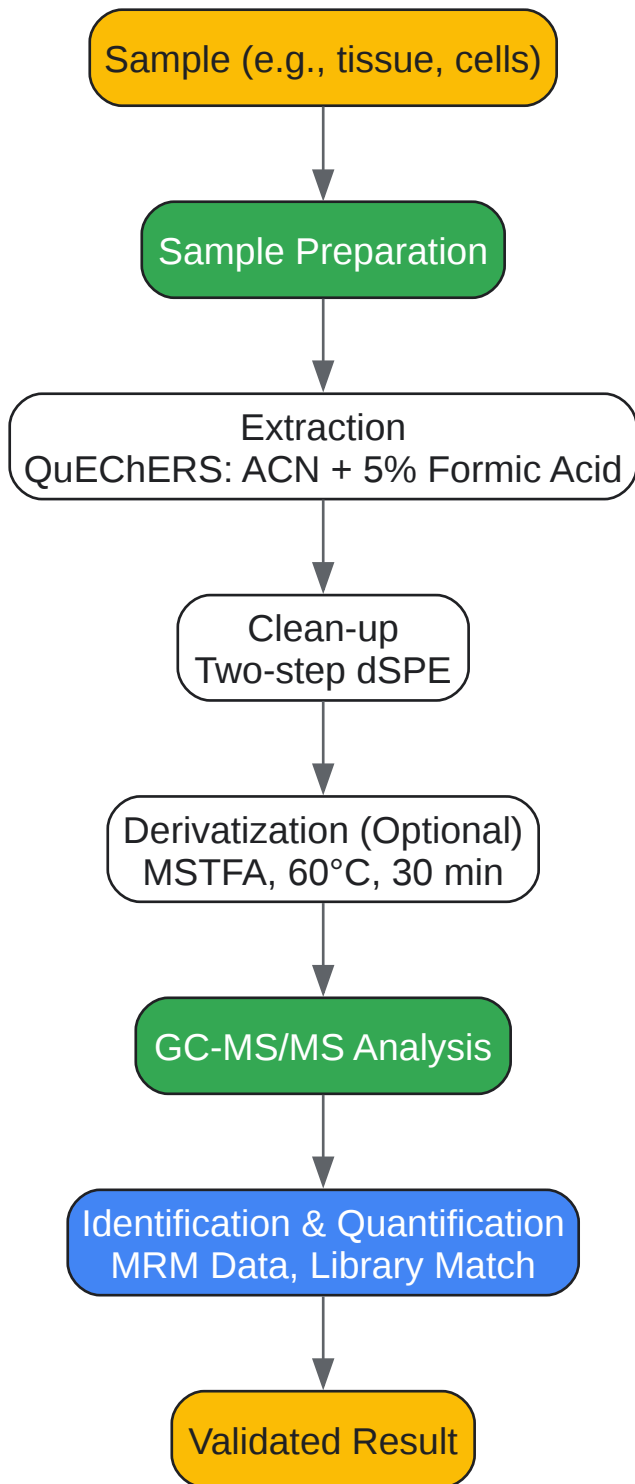 Sample (e.g., tissue, cells)
Sample Preparation
Extraction
QuEChERS: ACN + 5% Formic Acid
Clean-up
Two-step dSPE
Derivatization (Optional)
MSTFA, 60°C, 30 min
GC-MS/MS Analysis
Identification & Quantification
MRM Data, Library Match
Validated Result